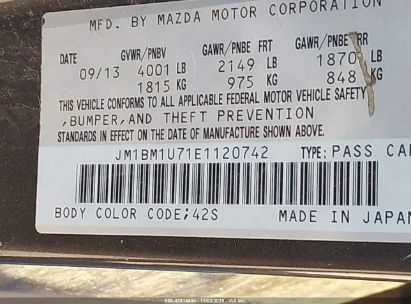 MFD. BY MAZDA MOTOR CORPORATION
DATE GVWR/PNBV GAWR/PNBE FRT GAWR/PNBE RR
09/13 4001 LB 2149 LB 1870 LB
1815 KG 975 KG 848 KG
THIS VEHICLE CONFORMS TO ALL APPLICABLE FEDERAL MOTOR VEHICLE SAFETY
,BUMPER,AND THEFT PREVENTION
STANDARDS IN EFFECT ON THE DATE OF MANUFACTURE SHOWN ABOVE.
JM1BM1U71E1120742 TYPE: PASS CAR
BODY COLOR CODE;42S MADE IN JAPAN